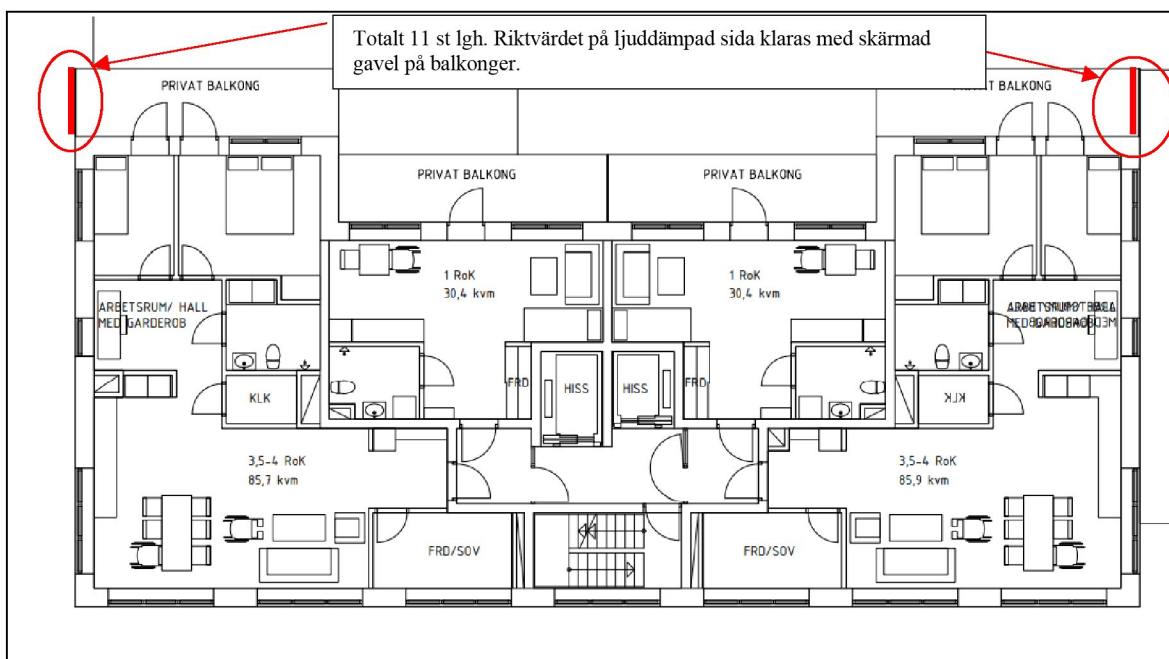 Totalt 11 st lgh. Riktvärdet på ljuddämpad sida klaras med skärmad
gavel på balkonger.
PRIVAT BALKONG
PRIVAT BALKONG
PRIVAT BALKONG
PRIVAT BALKONG
1 RoK
30,4 kvm
1 RoK
30,4 kvm
ARBETSRUM/ HALL
MED GARDEROB
FRD
HISS
HISS
FRD
KLK
KLK
3,5-4 RoK
85,7 kvm
3,5-4 RoK
85,9 kvm
FRD/SOV
FRD/SOV